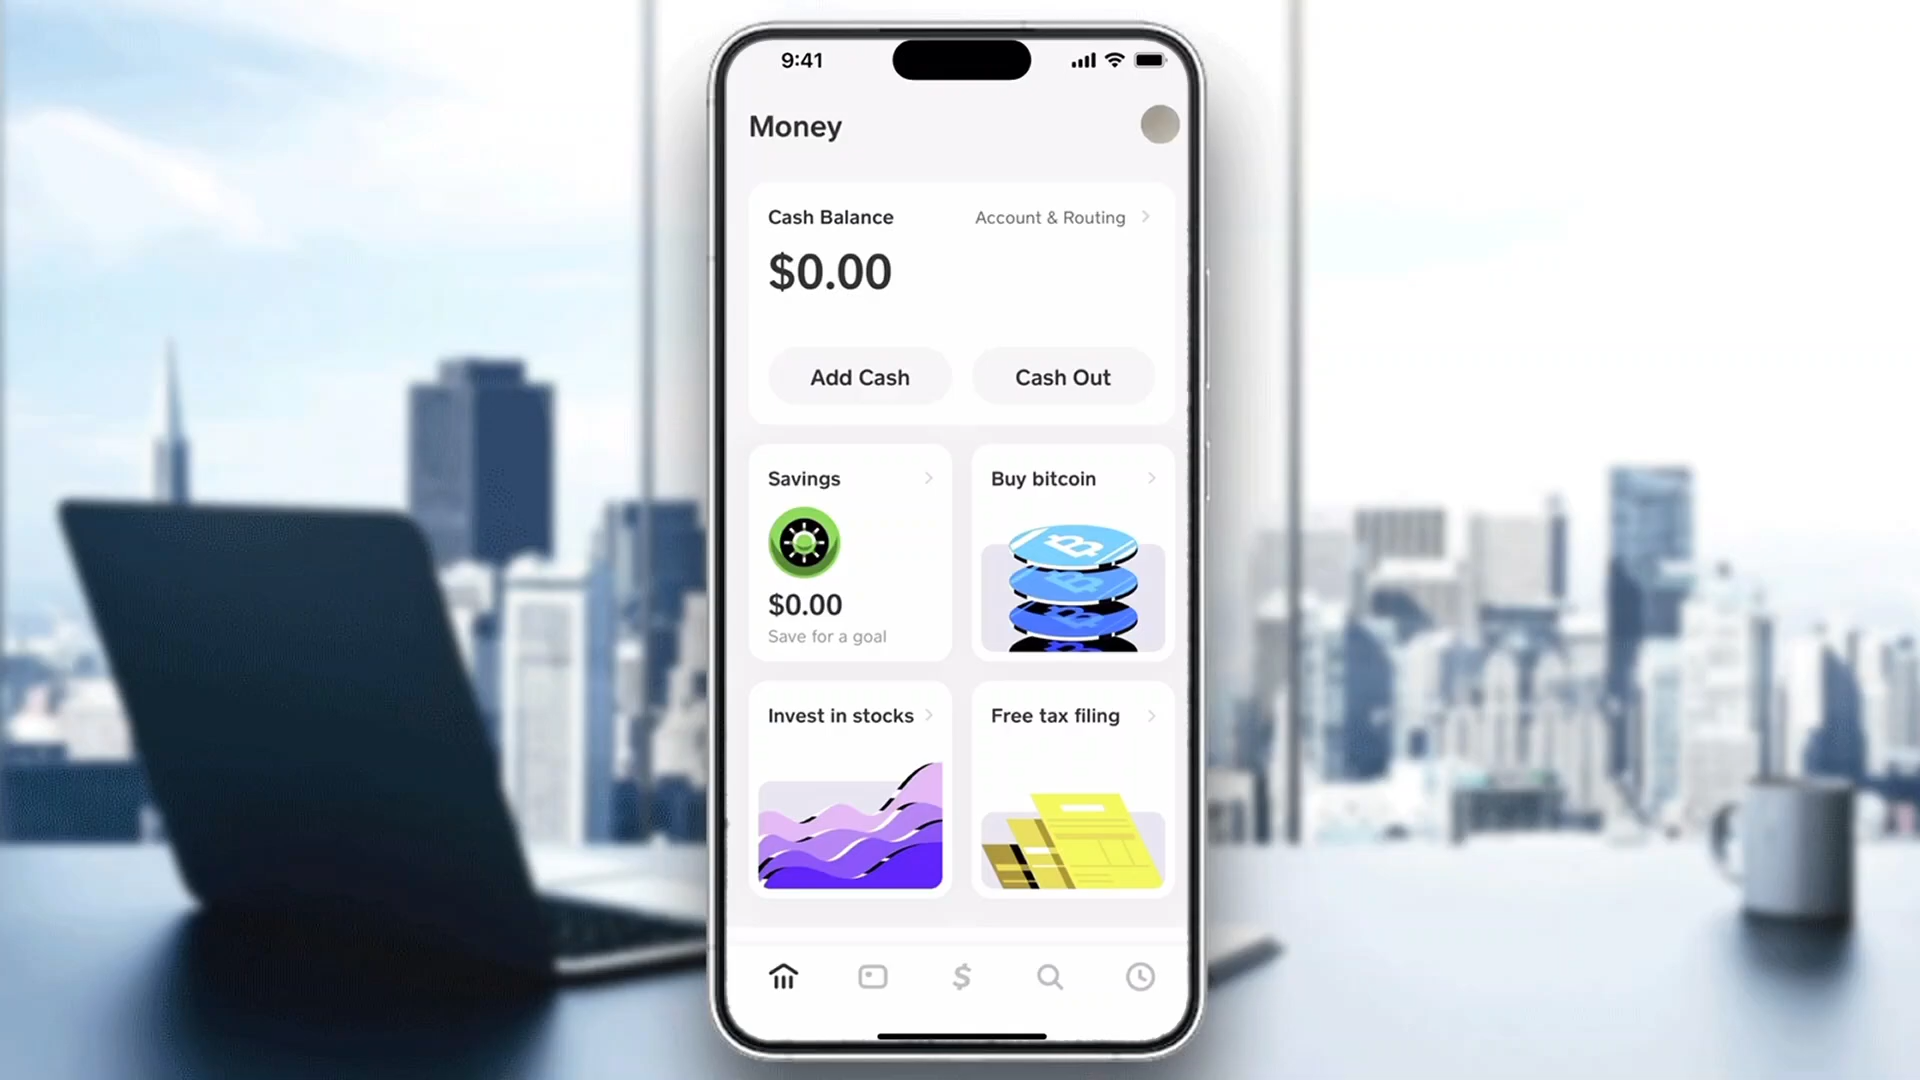 9:41
Money
Cash Balance
Account & Routing
$0.00
Add Cash
Cash Out
Savings
Buy bitcoin
$0.00
Save for a goal
Invest in stocks
Free tax filing